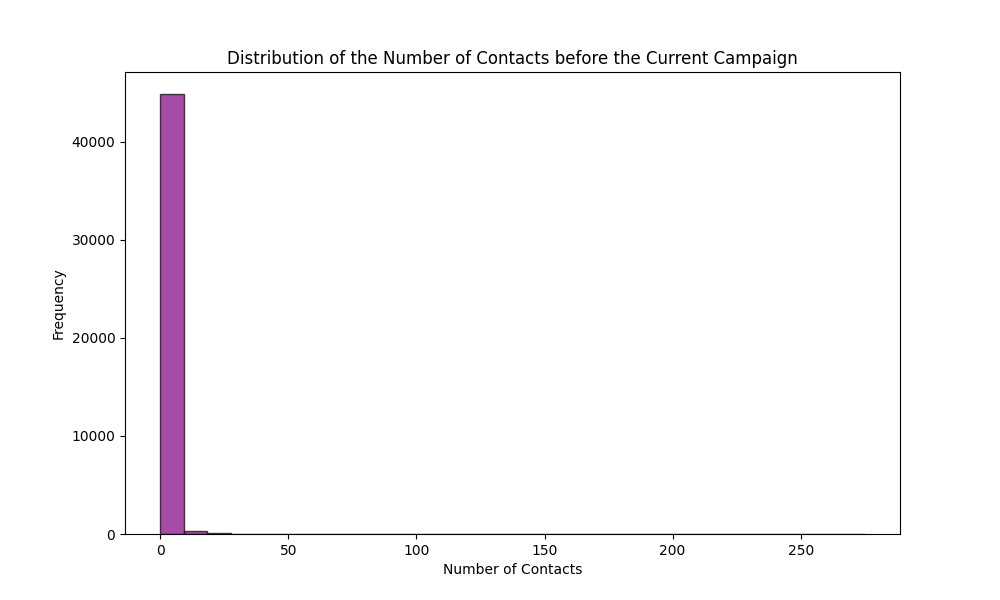 Distribution of the Number of Contacts before the Current Campaign
40000
30000
20000
10000
0
Frequency
0 50 100 150 200 250
Number of Contacts